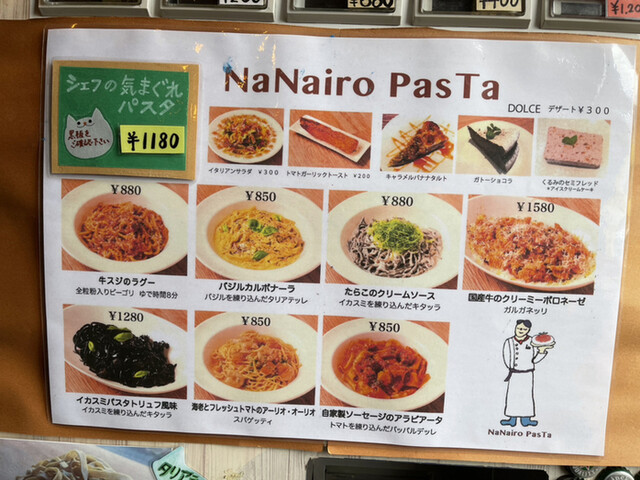 シェフの気まぐれ
パスタ
黒板を
ご確認下さい
¥1180
NaNairo PasTa
DOLCE デザート¥300
イタリアンサラダ ¥300
トマトガーリックトースト ¥200
キャラメルバナナタルト
ガトーショコラ
くるみのセミフレッド
*アイスクリームケーキ
¥880
¥850
¥880
¥1580
牛スジのラグー
全粒粉入りピーゴリ ゆで時間8分
バジルカルボナーラ
バジルを練り込んだタリアテッレ
たらこのクリームソース
イカスミを練り込んだキタッラ
国産牛のクリーミーボロネーゼ
ガルガネッリ
¥1280
¥850
¥850
イカスミパスタトリュフ風味
イカスミを練り込んだキタッラ
海老とフレッシュトマトのアーリオ・オーリオ
スパゲッティ
自家製ソーセージのアラビアータ
トマトを練り込んだパッパルデッレ
NaNairo PasTa